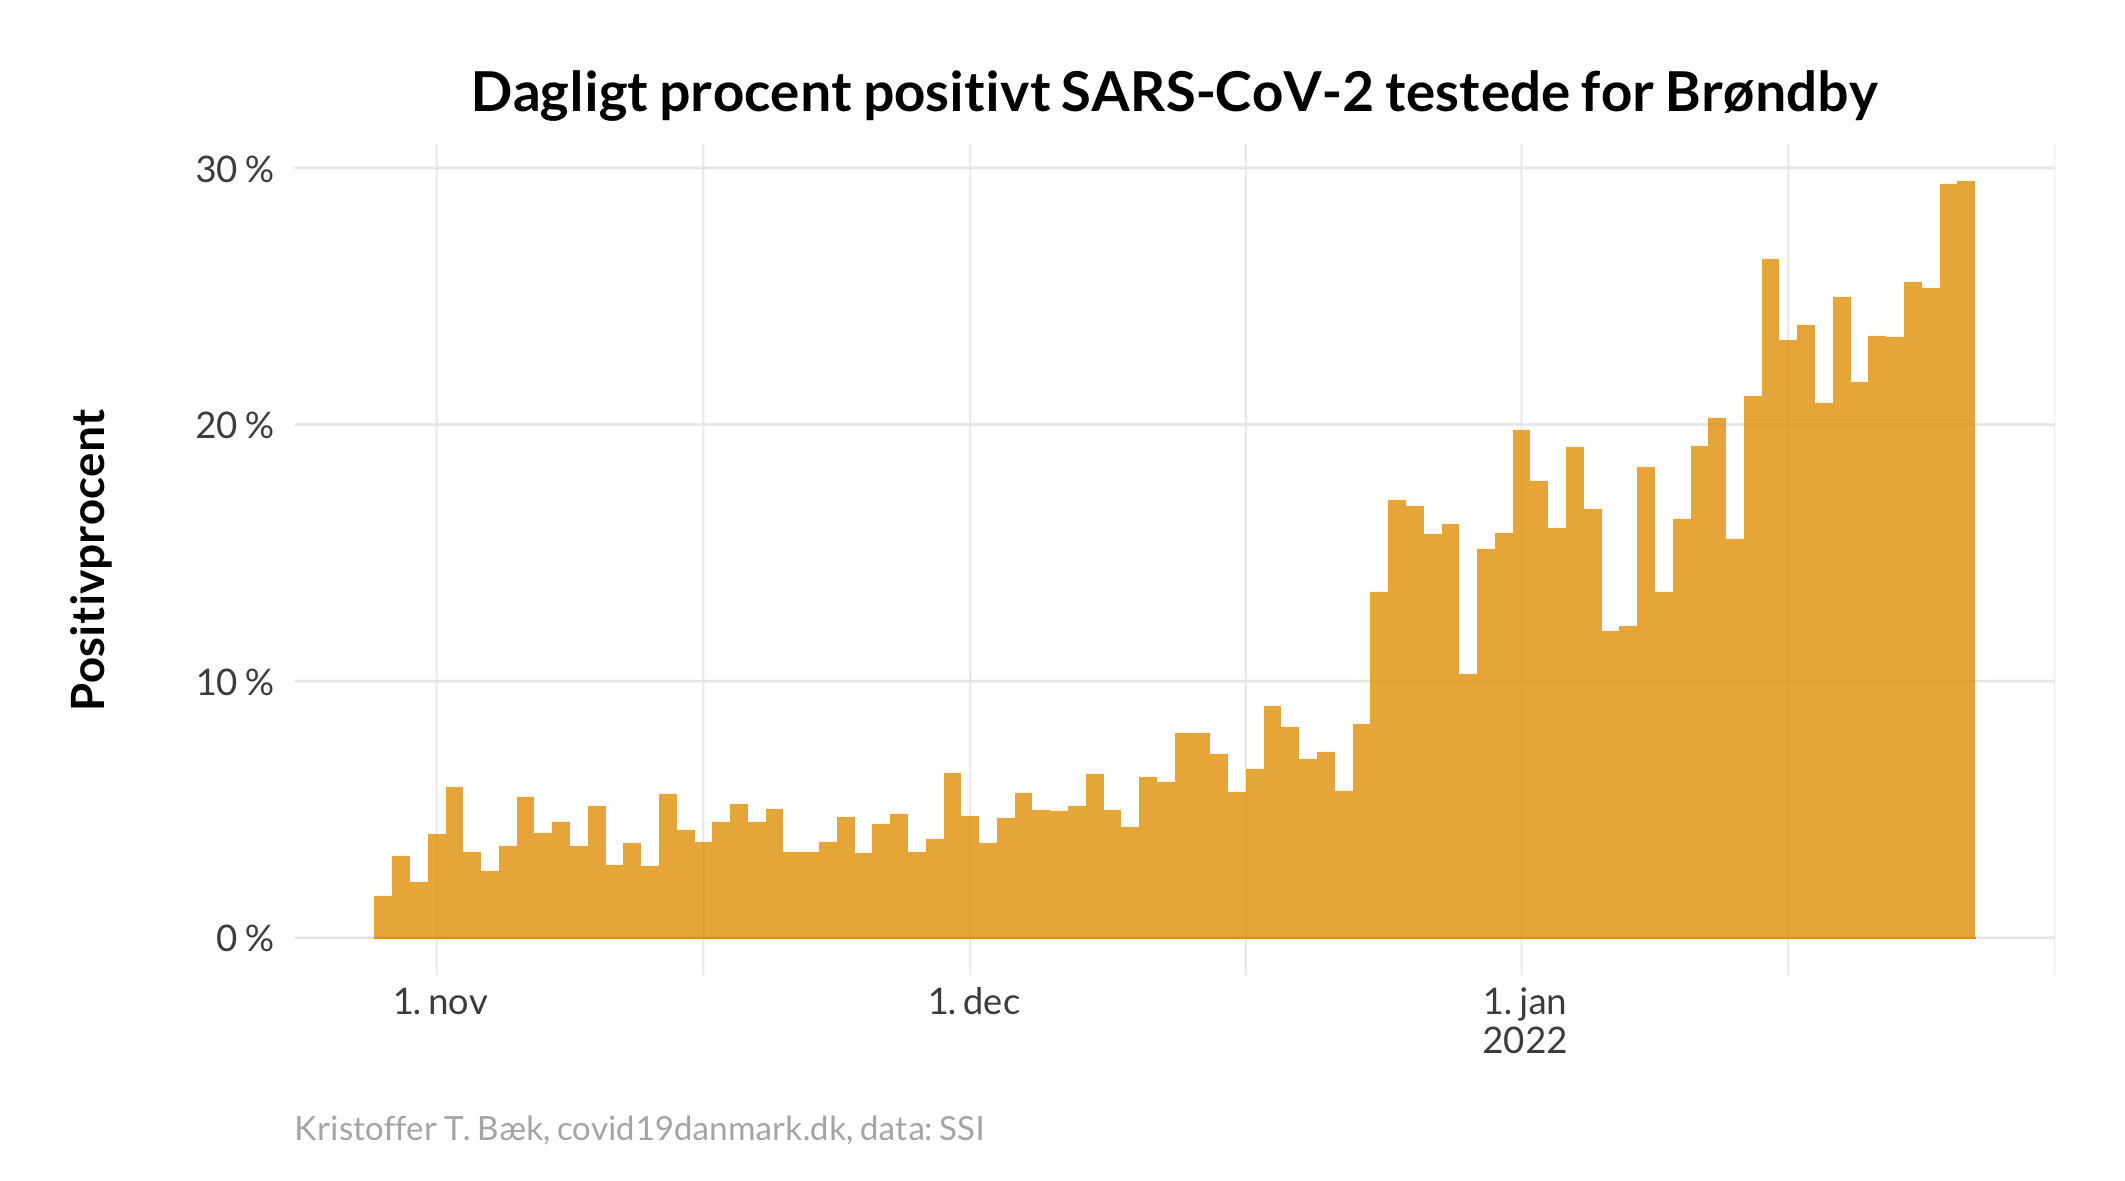 Dagligt procent positivt SARS-CoV-2 testede for Brøndby
Positivprocent
30 %
20 %
10 %
0 %
1. nov
1. dec
1. jan
2022
Kristoffer T. Bæk, covid19danmark.dk, data: SSI